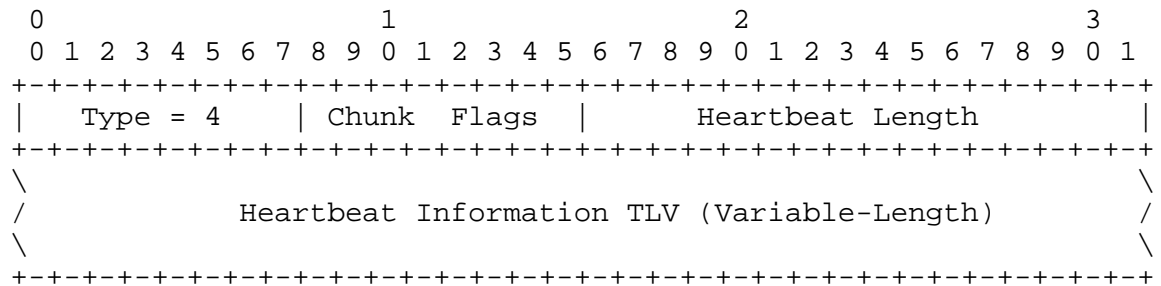 0                   1                   2                   3
 0 1 2 3 4 5 6 7 8 9 0 1 2 3 4 5 6 7 8 9 0 1 2 3 4 5 6 7 8 9 0 1
+-+-+-+-+-+-+-+-+-+-+-+-+-+-+-+-+-+-+-+-+-+-+-+-+-+-+-+-+-+-+-+-+
|   Type = 4    | Chunk  Flags  |      Heartbeat Length         |
+-+-+-+-+-+-+-+-+-+-+-+-+-+-+-+-+-+-+-+-+-+-+-+-+-+-+-+-+-+-+-+-+
\                                                               \
/            Heartbeat Information TLV (Variable-Length)        /
\                                                               \
+-+-+-+-+-+-+-+-+-+-+-+-+-+-+-+-+-+-+-+-+-+-+-+-+-+-+-+-+-+-+-+-+